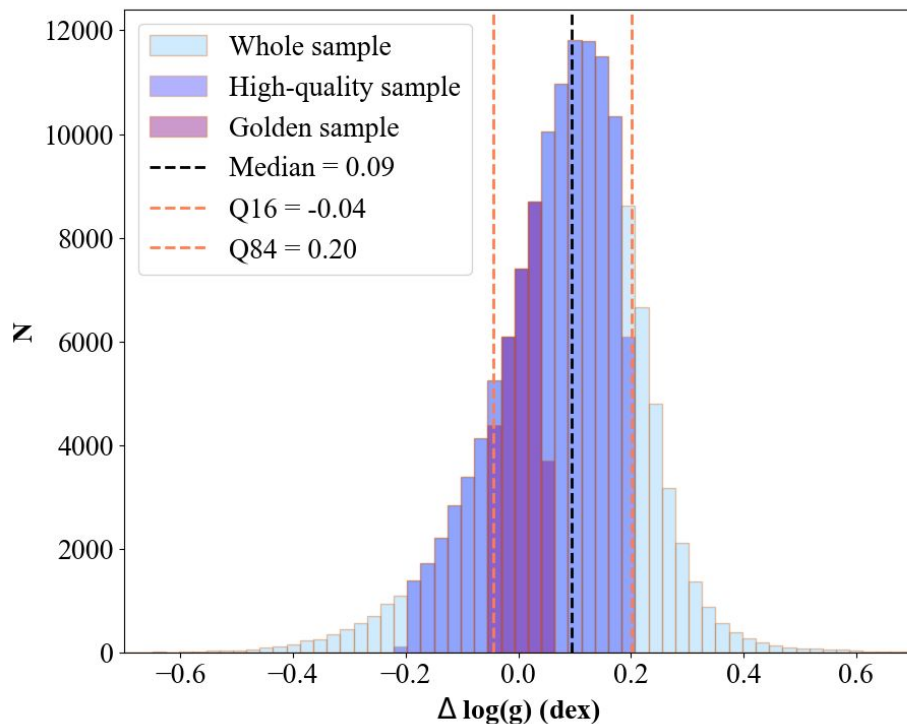 12000
10000
8000
6000
4000
2000
0
N
Whole sample
High-quality sample
Golden sample
Median = 0.09
Q16 = -0.04
Q84 = 0.20
−0.6 −0.4 −0.2 0.0 0.2 0.4 0.6
Δ log(g) (dex)